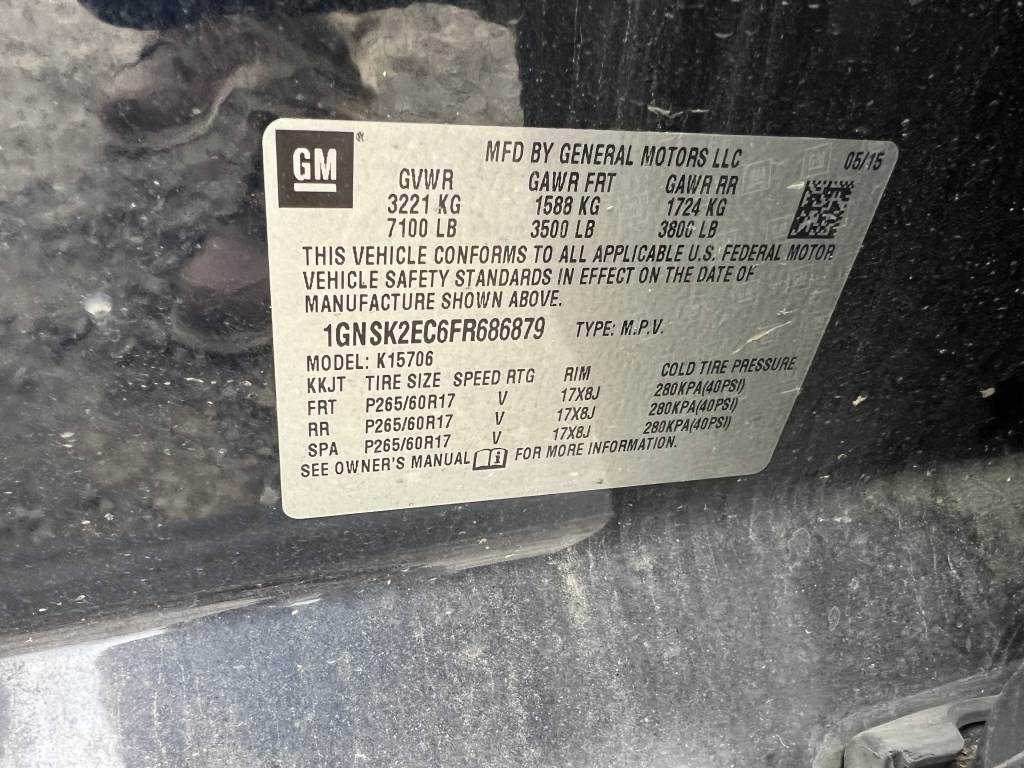 GM ®
MFD BY GENERAL MOTORS LLC 05/15
GVWR GAWR FRT GAWR RR
3221 KG 1588 KG 1724 KG
7100 LB 3500 LB 3800 LB
THIS VEHICLE CONFORMS TO ALL APPLICABLE U.S. FEDERAL MOTOR
VEHICLE SAFETY STANDARDS IN EFFECT ON THE DATE OF
MANUFACTURE SHOWN ABOVE.
1GNSK2EC6FR686879 TYPE: M.P.V.
MODEL: K15706
KKJT TIRE SIZE SPEED RTG RIM COLD TIRE PRESSURE
FRT P265/60R17 V 17X8J 280KPA(40PSI)
RR P265/60R17 V 17X8J 280KPA(40PSI)
SPA P265/60R17 V 17X8J 280KPA(40PSI)
SEE OWNER'S MANUAL FOR MORE INFORMATION.